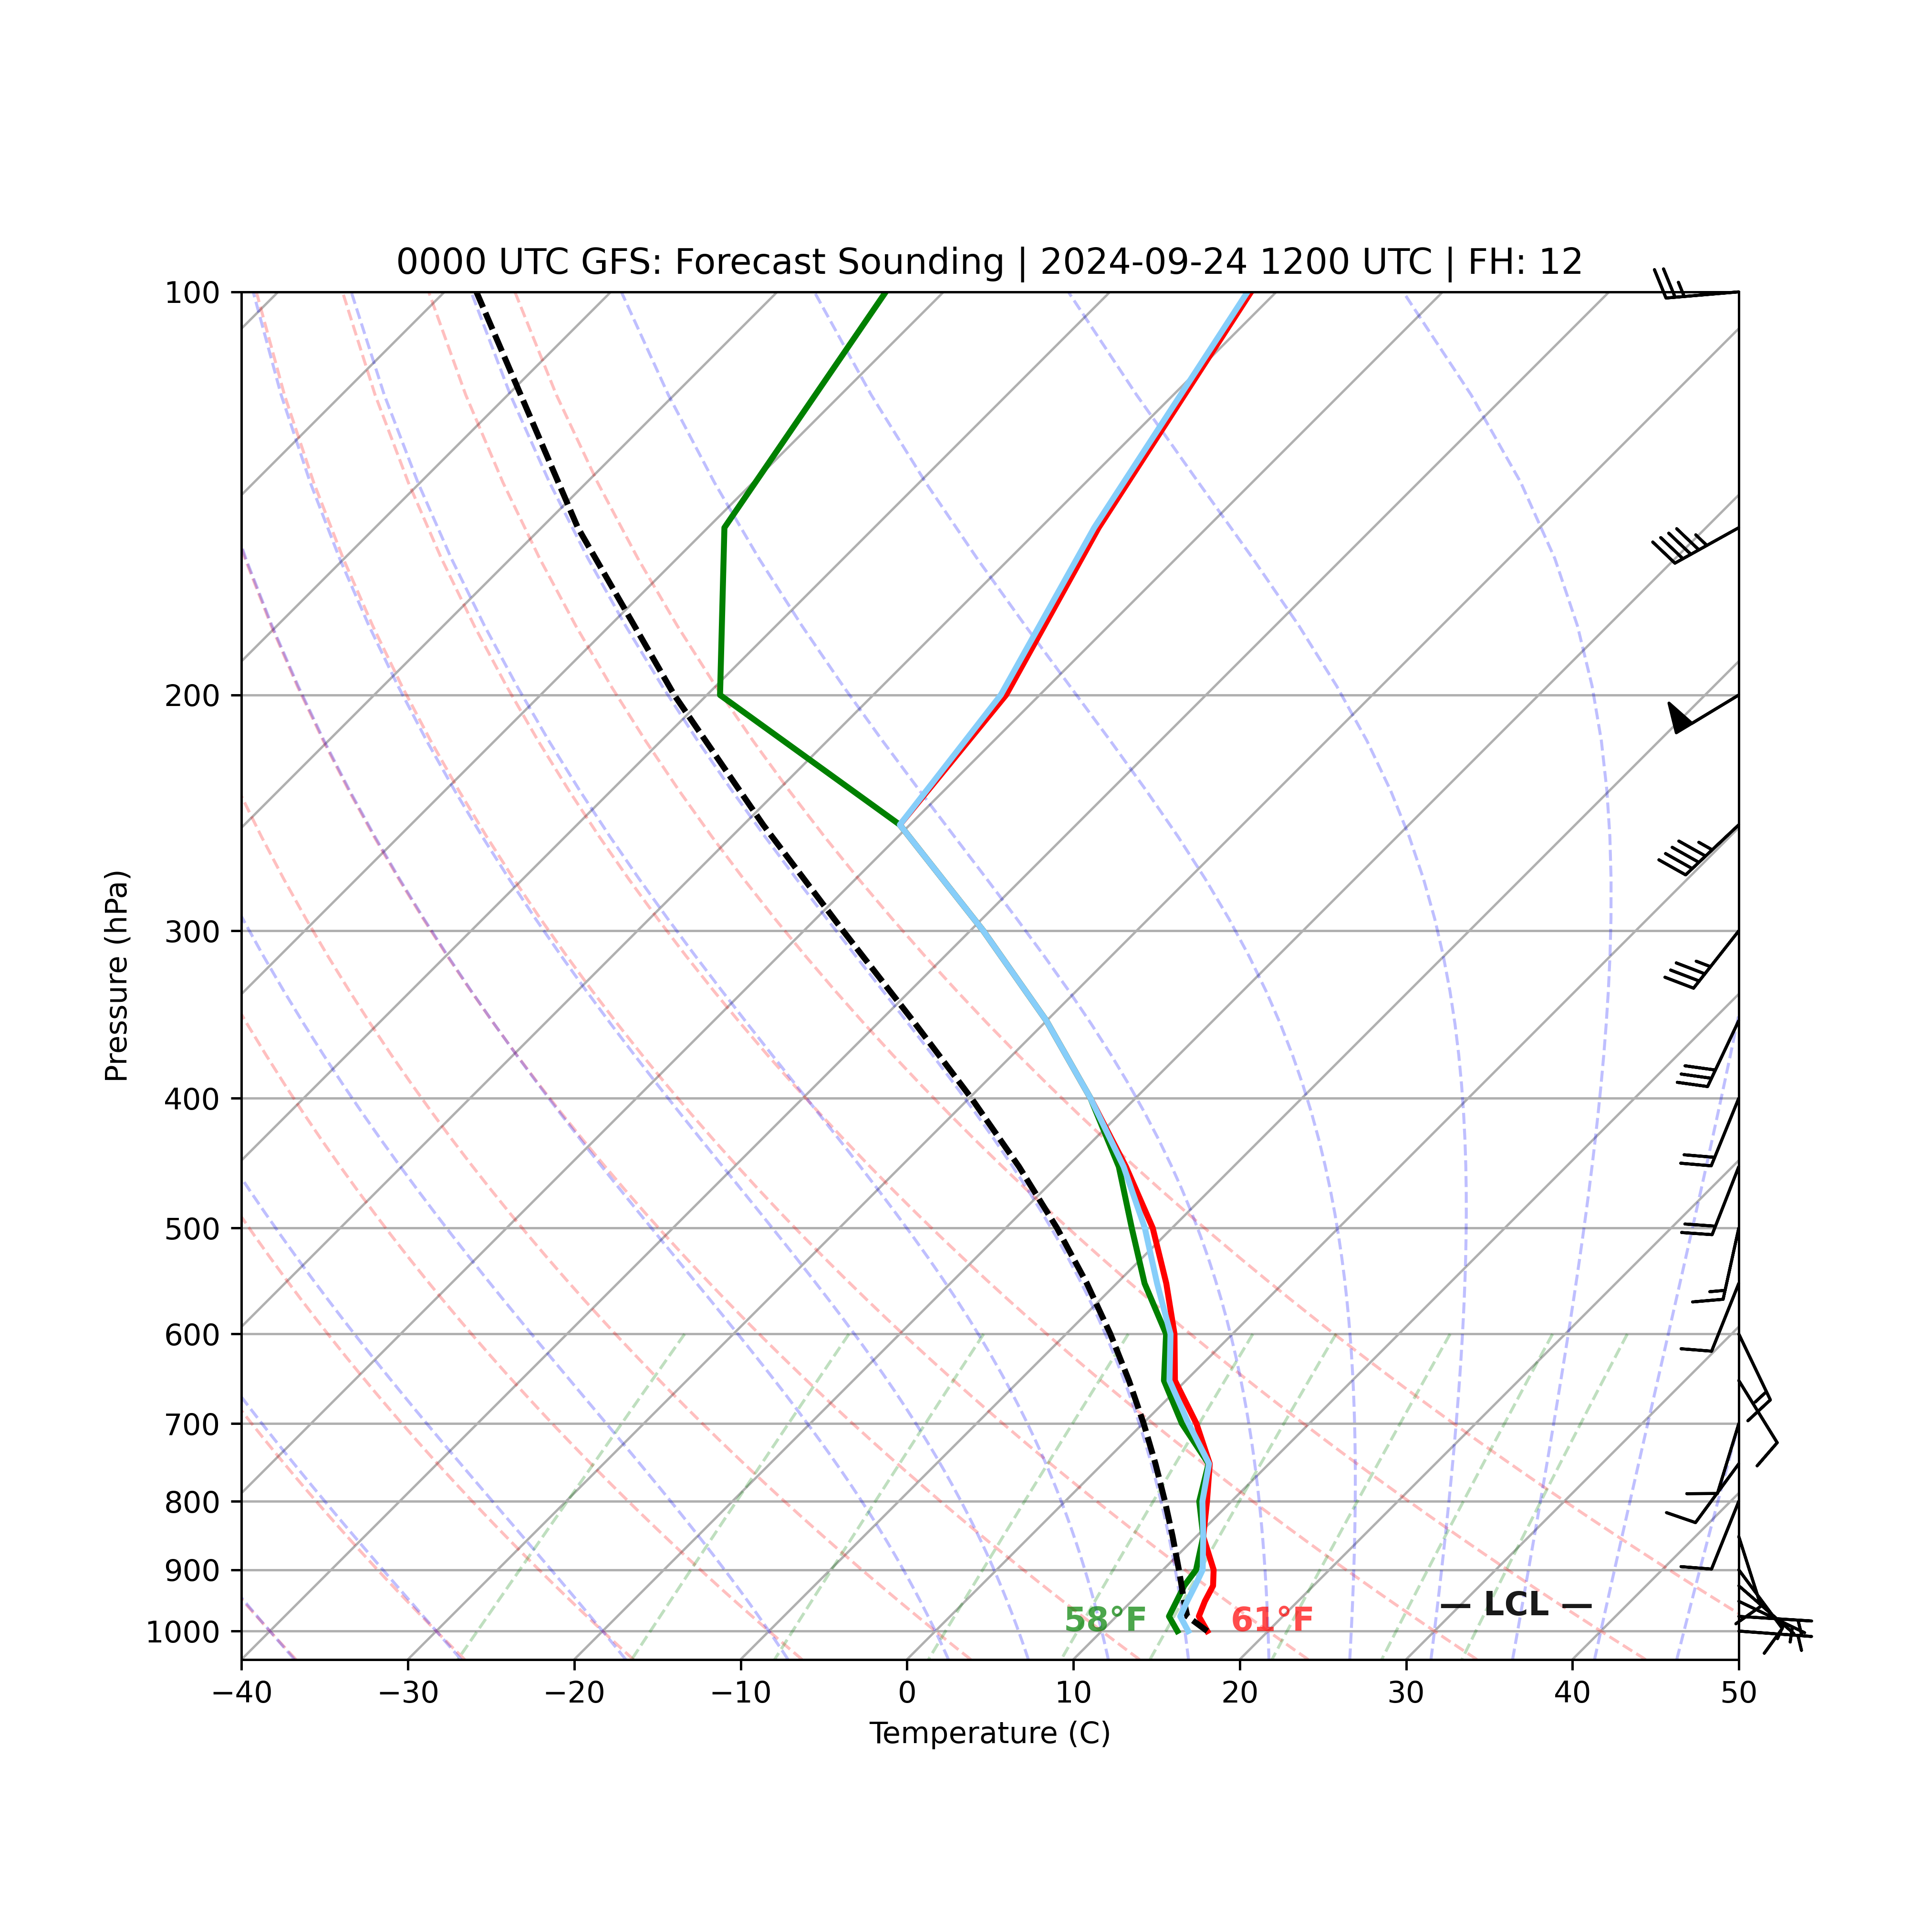 0000 UTC GFS: Forecast Sounding | 2024-09-24 1200 UTC | FH: 12
100
200
300
400
500
600
700
800
900
1000
Pressure (hPa)
58°F
61°F
— LCL —
−40 −30 −20 −10 0 10 20 30 40 50
Temperature (C)